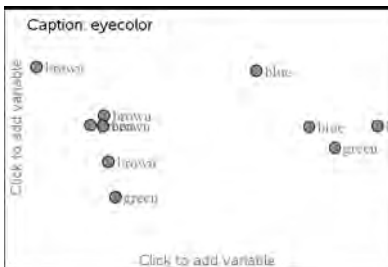 Caption: eyecolor
brown
blue
brown
brown
blue
green
brown
green
Click to add variable
Click to add variable